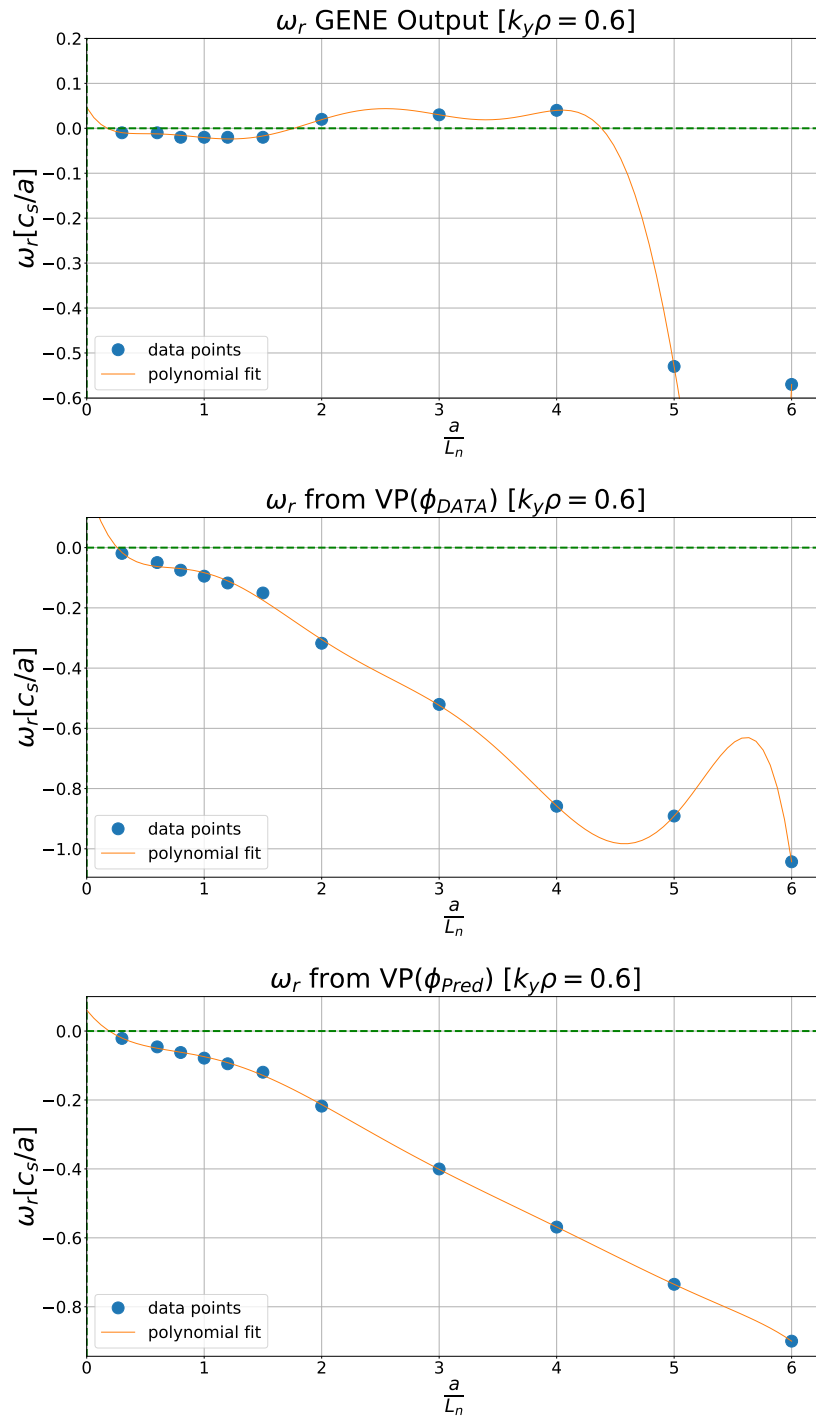 ω_r GENE Output [k_yρ = 0.6]
0.2
0.1
0.0
−0.1
−0.2
−0.3
−0.4
−0.5
−0.6
ω_r[c_s/a]
data points
polynomial fit
0 1 2 3 4 5 6
a/L_n
ω_r from VP(ϕ_DATA) [k_yρ = 0.6]
0.0
−0.2
−0.4
−0.6
−0.8
−1.0
ω_r[c_s/a]
data points
polynomial fit
0 1 2 3 4 5 6
a/L_n
ω_r from VP(ϕ_Pred) [k_yρ = 0.6]
0.0
−0.2
−0.4
−0.6
−0.8
ω_r[c_s/a]
data points
polynomial fit
0 1 2 3 4 5 6
a/L_n